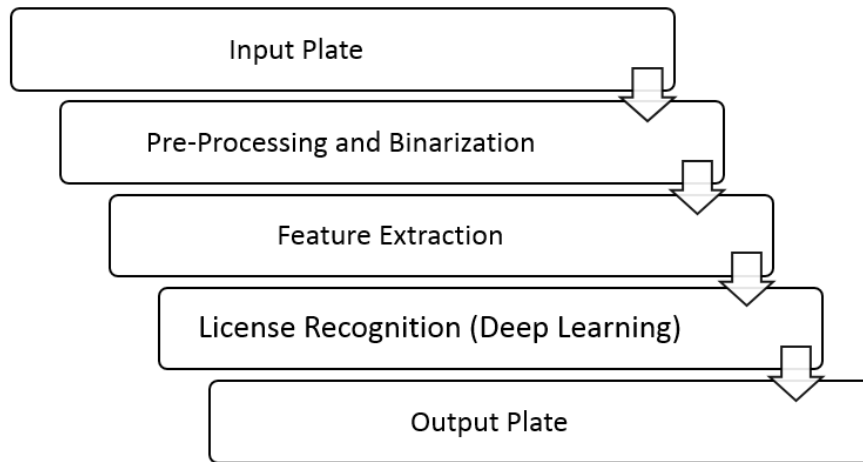 Input Plate
Pre-Processing and Binarization
Feature Extraction
License Recognition (Deep Learning)
Output Plate